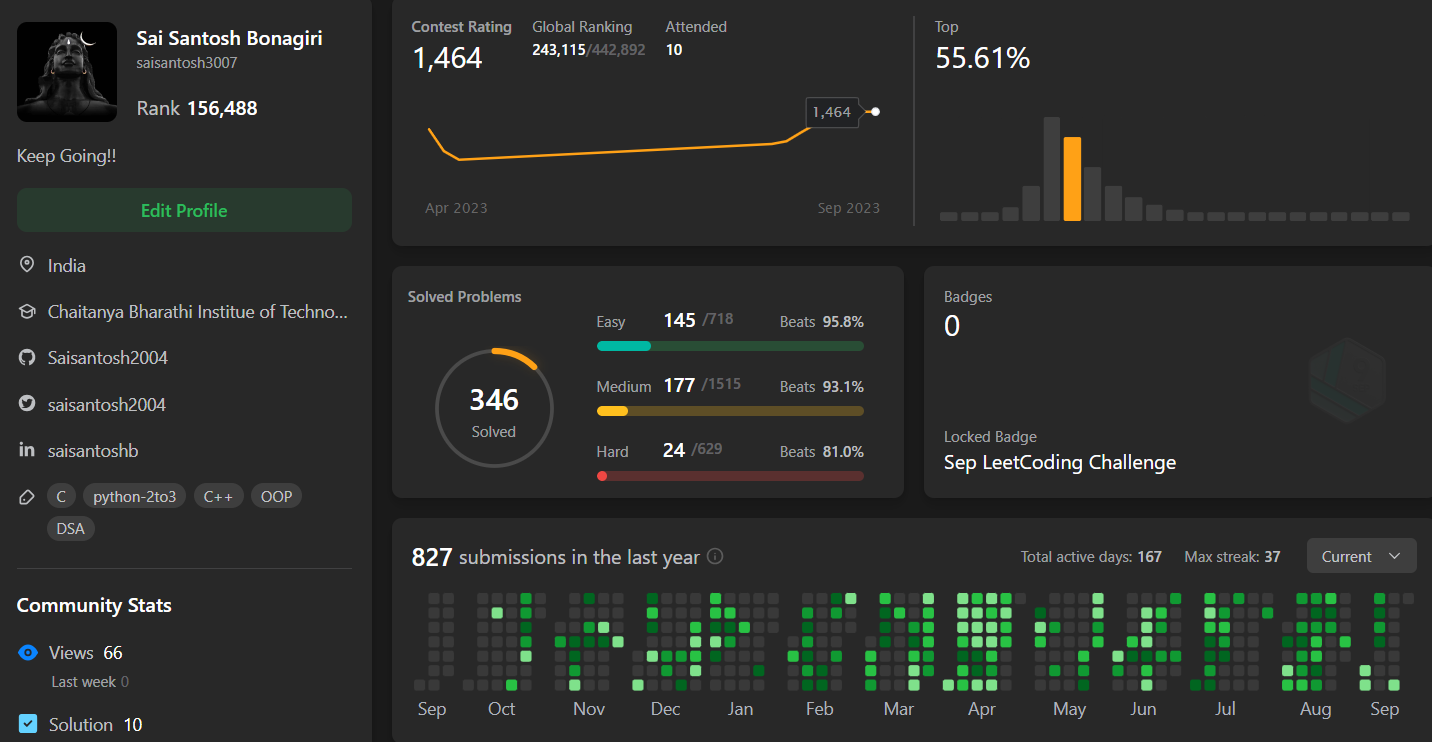 Sai Santosh Bonagiri
saisantosh3007
Rank 156,488
Keep Going!!
Edit Profile
India
Chaitanya Bharathi Institue of Techno...
Saisantosh2004
saisantosh2004
saisantoshb
C python-2to3 C++ OOP
DSA
Community Stats
Views 66
Last week 0
Solution 10
Contest Rating Global Ranking Attended
1,464 243,115/442,892 10
1,464
Apr 2023 Sep 2023
Top
55.61%
Solved Problems
346
Solved
Easy 145 /718 Beats 95.8%
Medium 177 /1515 Beats 93.1%
Hard 24 /629 Beats 81.0%
Badges
0
Locked Badge
Sep LeetCoding Challenge
827 submissions in the last year Total active days: 167 Max streak: 37 Current
Sep Oct Nov Dec Jan Feb Mar Apr May Jun Jul Aug Sep